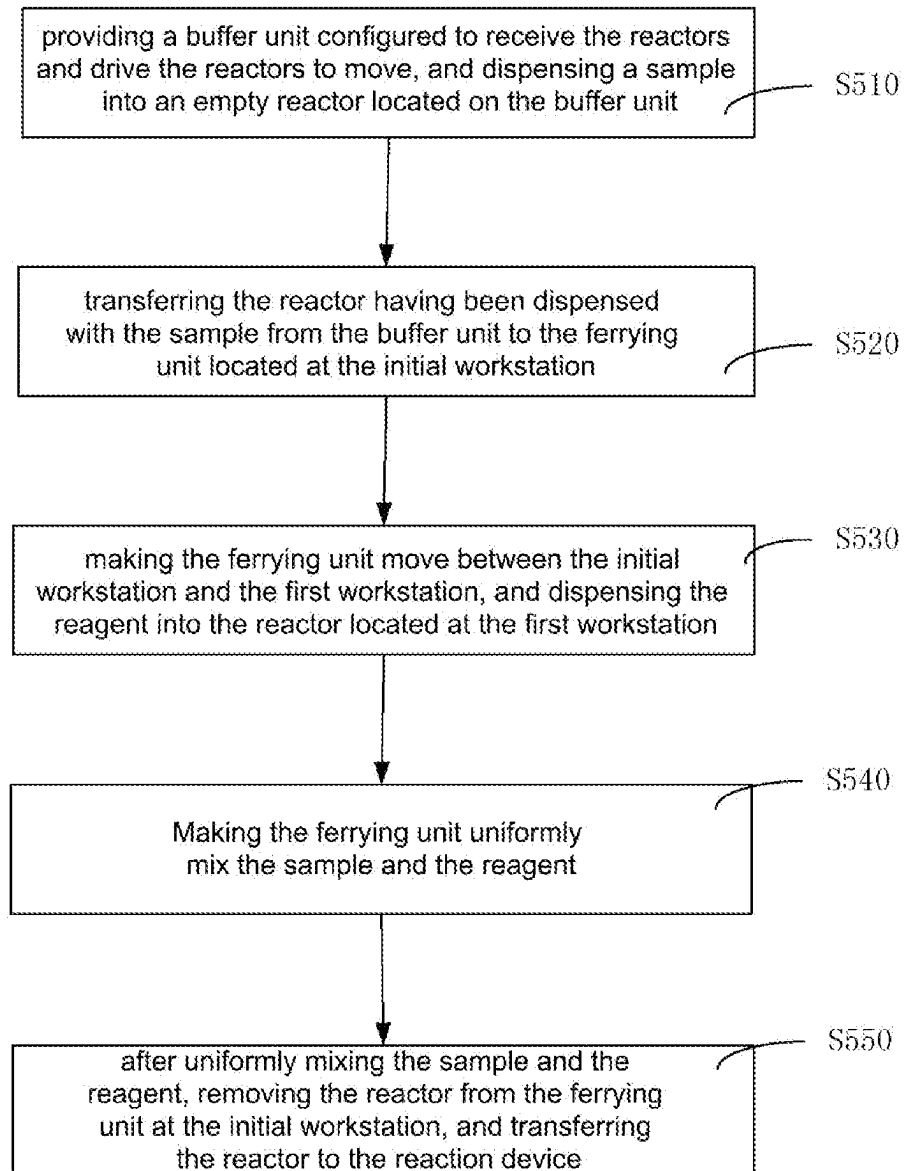 providing a buffer unit configured to receive the reactors
and drive the reactors to move, and dispensing a sample
into an empty reactor located on the buffer unit
S510
transferring the reactor having been dispensed
with the sample from the buffer unit to the ferrying
unit located at the initial workstation
S520
making the ferrying unit move between the initial
workstation and the first workstation, and dispensing the
reagent into the reactor located at the first workstation
S530
Making the ferrying unit uniformly
mix the sample and the reagent
S540
after uniformly mixing the sample and the
reagent, removing the reactor from the ferrying
unit at the initial workstation, and transferring
the reactor to the reaction device
S550